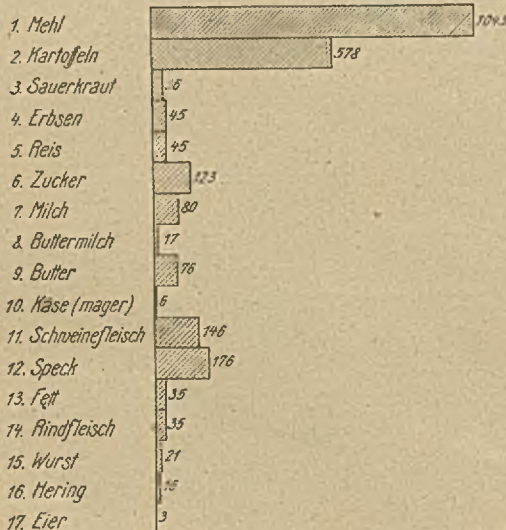 1. Mehl
2. Kartoffeln 578
3. Sauerkraut
4. Erbsen 45
5. Reis 45
6. Zucker 123
7. Milch 80
8. Buttermilch 17
9. Butter 76
10. Käse (mager) 6
11. Schweinefleisch 146
12. Speck 176
13. Fett 35
14. Rindfleisch 35
15. Wurst 21
16. Hering
17. Eier 3